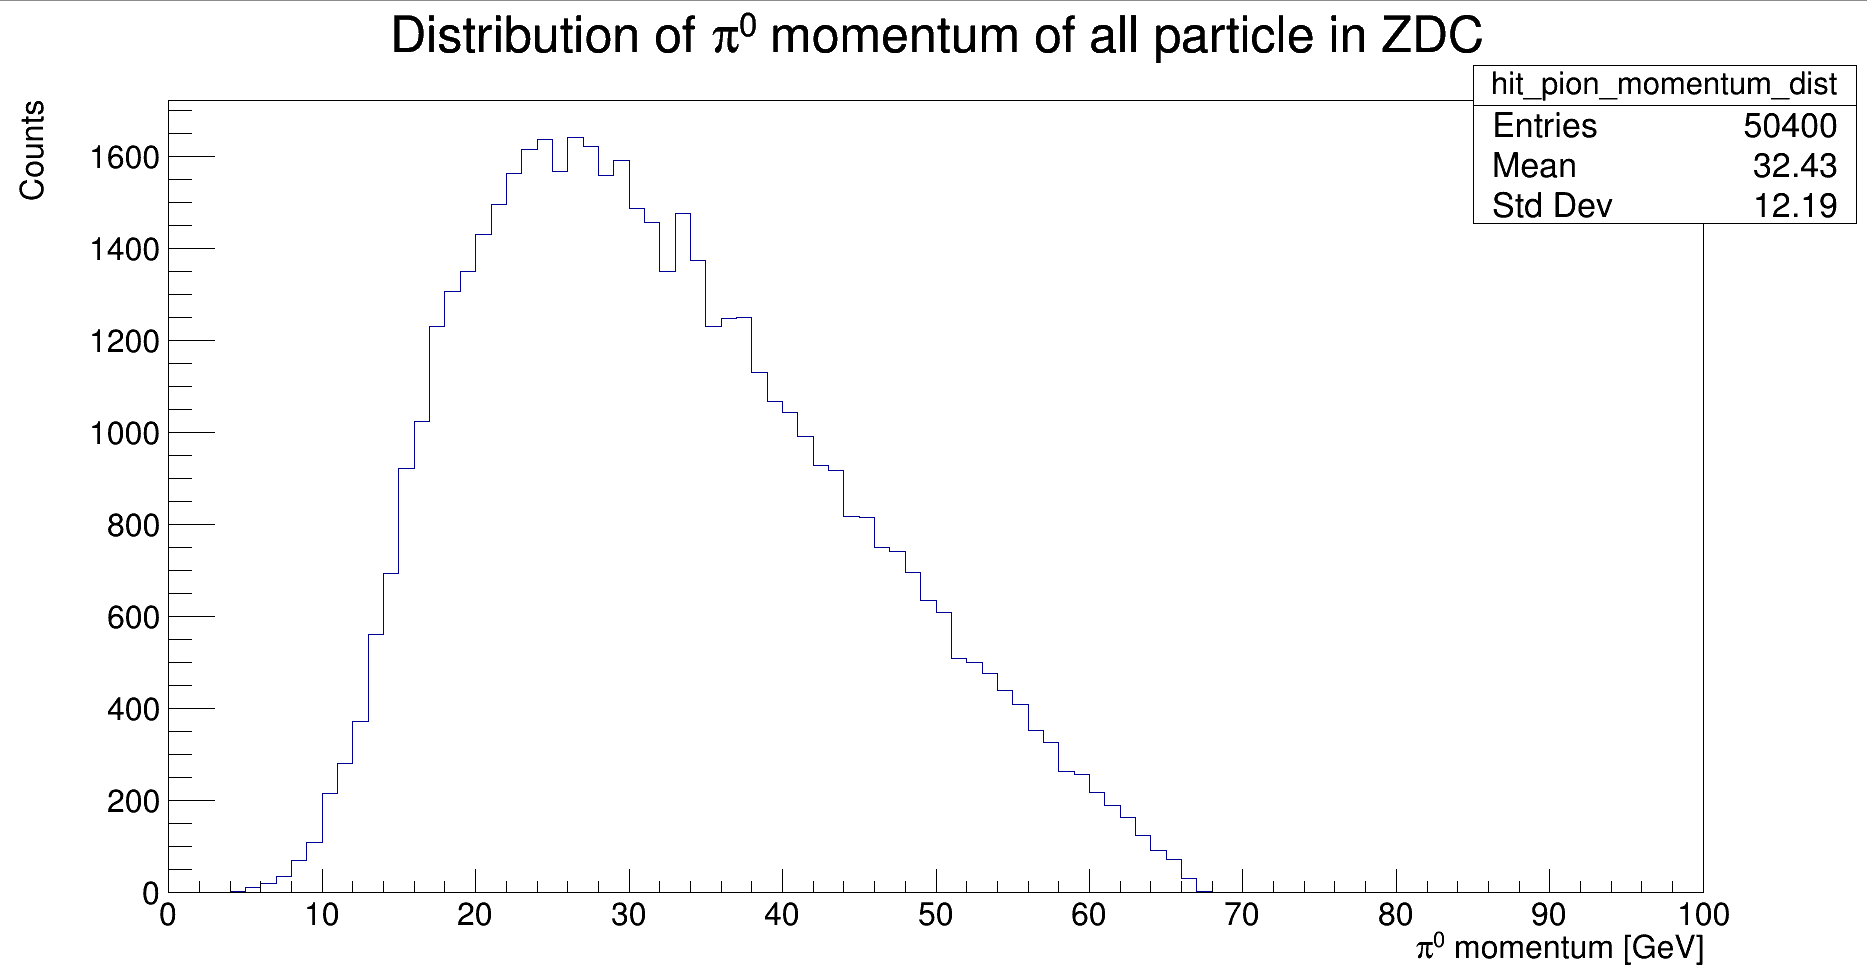 Distribution of π⁰ momentum of all particle in ZDC
hit_pion_momentum_dist
Entries 50400
Mean 32.43
Std Dev 12.19
Counts
1600
1400
1200
1000
800
600
400
200
0
0 10 20 30 40 50 60 70 80 90 100
π⁰ momentum [GeV]